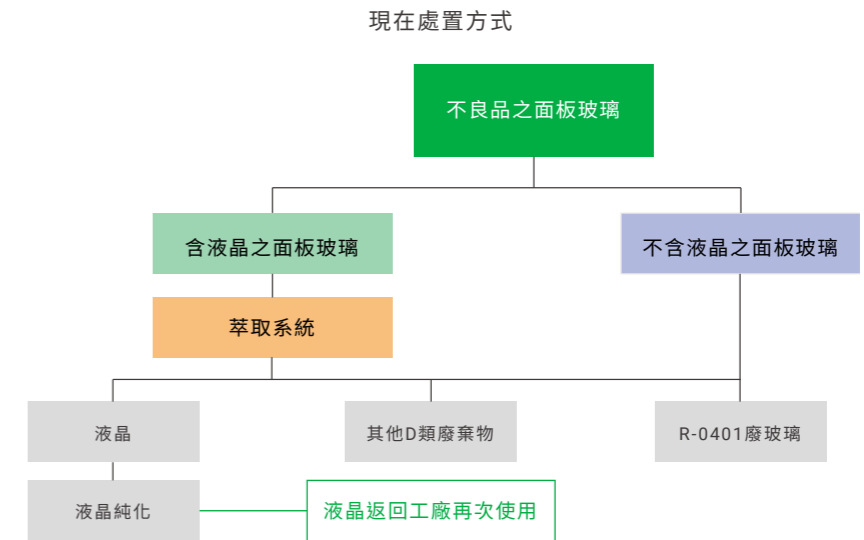 現在處置方式
不良品之面板玻璃
含液晶之面板玻璃
不含液晶之面板玻璃
萃取系統
液晶
其他D類廢棄物
R-0401廢玻璃
液晶純化
液晶返回工廠再次使用